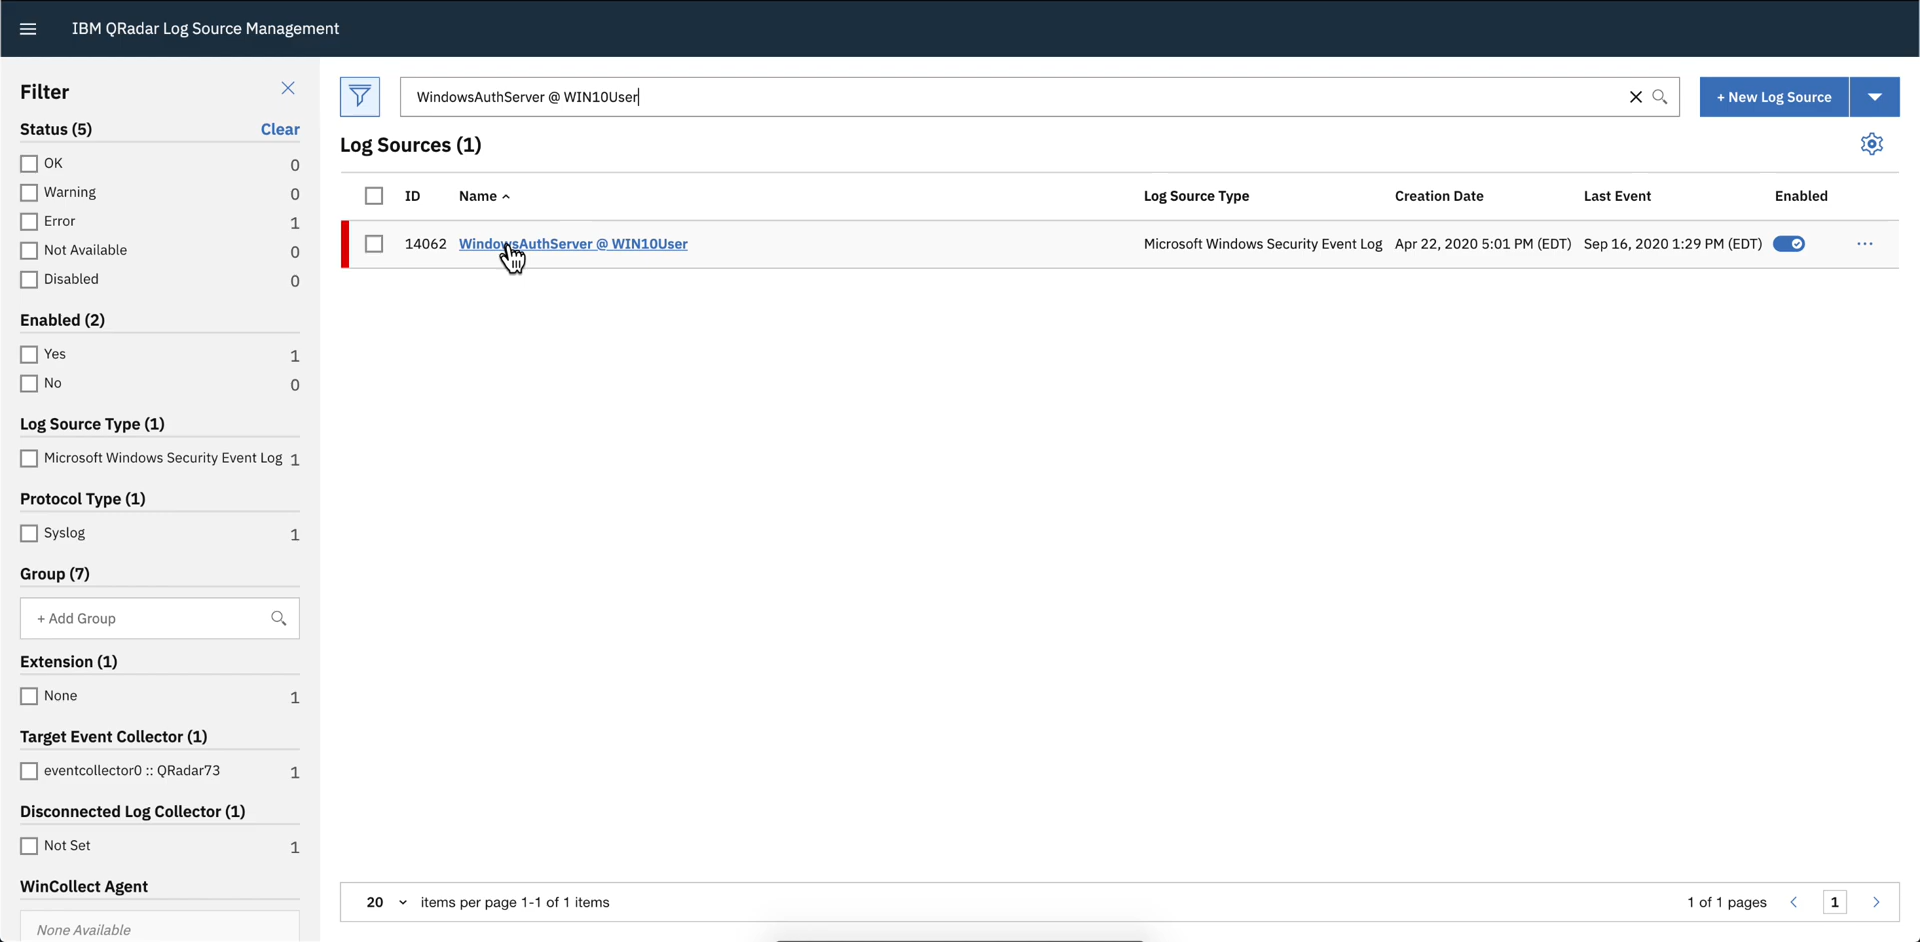 IBM QRadar Log Source Management
Filter
Status (5) Clear
OK 0
Warning 0
Error 1
Not Available 0
Disabled 0
Enabled (2)
Yes 1
No 0
Log Source Type (1)
Microsoft Windows Security Event Log 1
Protocol Type (1)
Syslog 1
Group (7)
+ Add Group
Extension (1)
None 1
Target Event Collector (1)
eventcollector0 :: QRadar73 1
Disconnected Log Collector (1)
Not Set 1
WinCollect Agent
None Available
WindowsAuthServer @ WIN10User
+ New Log Source
Log Sources (1)
ID Name Log Source Type Creation Date Last Event Enabled
14062 WindowsAuthServer @ WIN10User Microsoft Windows Security Event Log Apr 22, 2020 5:01 PM (EDT) Sep 16, 2020 1:29 PM (EDT)
20 items per page 1-1 of 1 items 1 of 1 pages 1